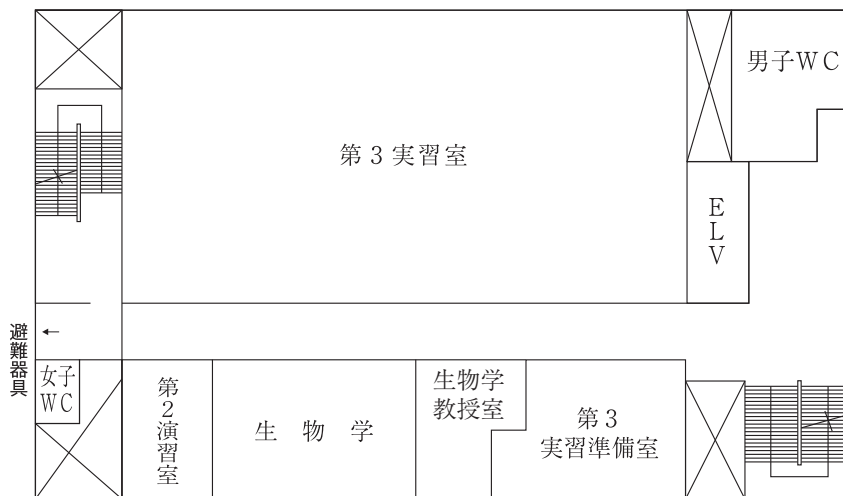 男子WC
第3実習室
ELV
避難器具
←
女子
WC
第2演習室
生物学
生物学
教授室
第3
実習準備室